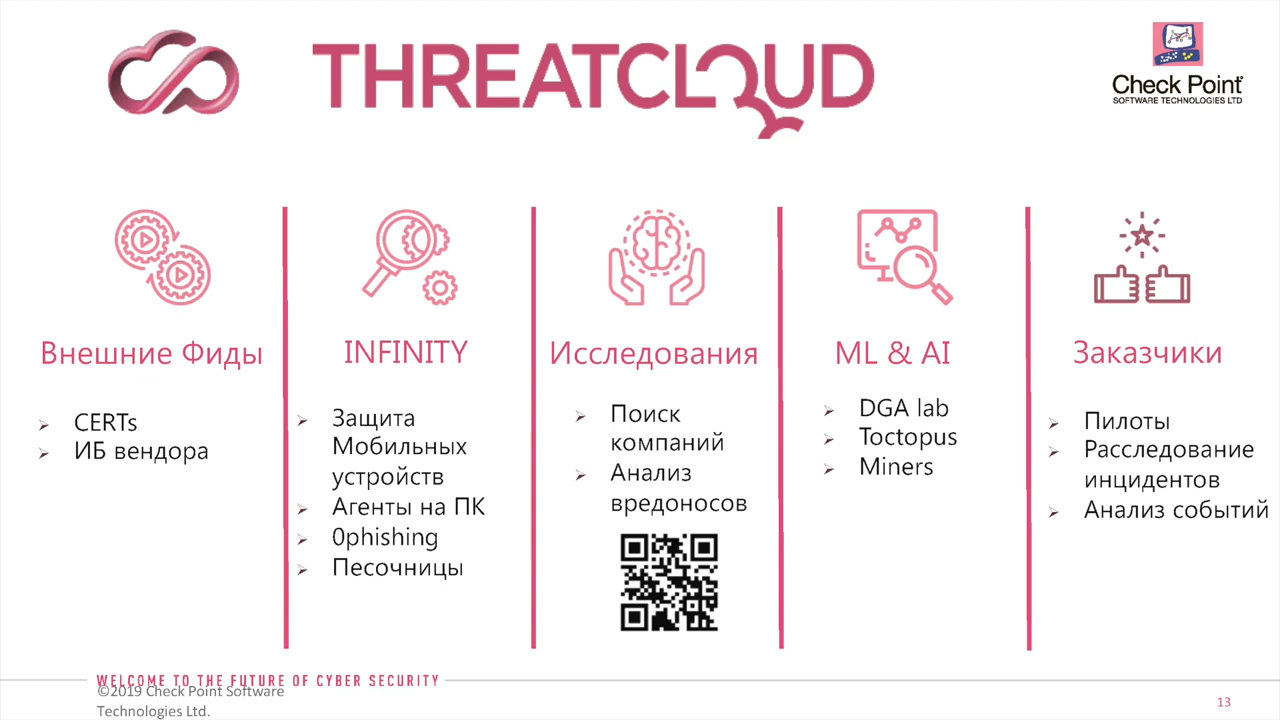 THREATCLOUD
Check Point
SOFTWARE TECHNOLOGIES LTD
Внешние Фиды
CERTs
ИБ вендора
INFINITY
Защита
Мобильных
устройств
Агенты на ПК
0phishing
Песочницы
Исследования
Поиск
компаний
Анализ
вредоносов
ML & AI
DGA lab
Toctopus
Miners
Заказчики
Пилоты
Расследование
инцидентов
Анализ событий
WELCOME TO THE FUTURE OF CYBER SECURITY
©2019 Check Point Software
Technologies Ltd.
13